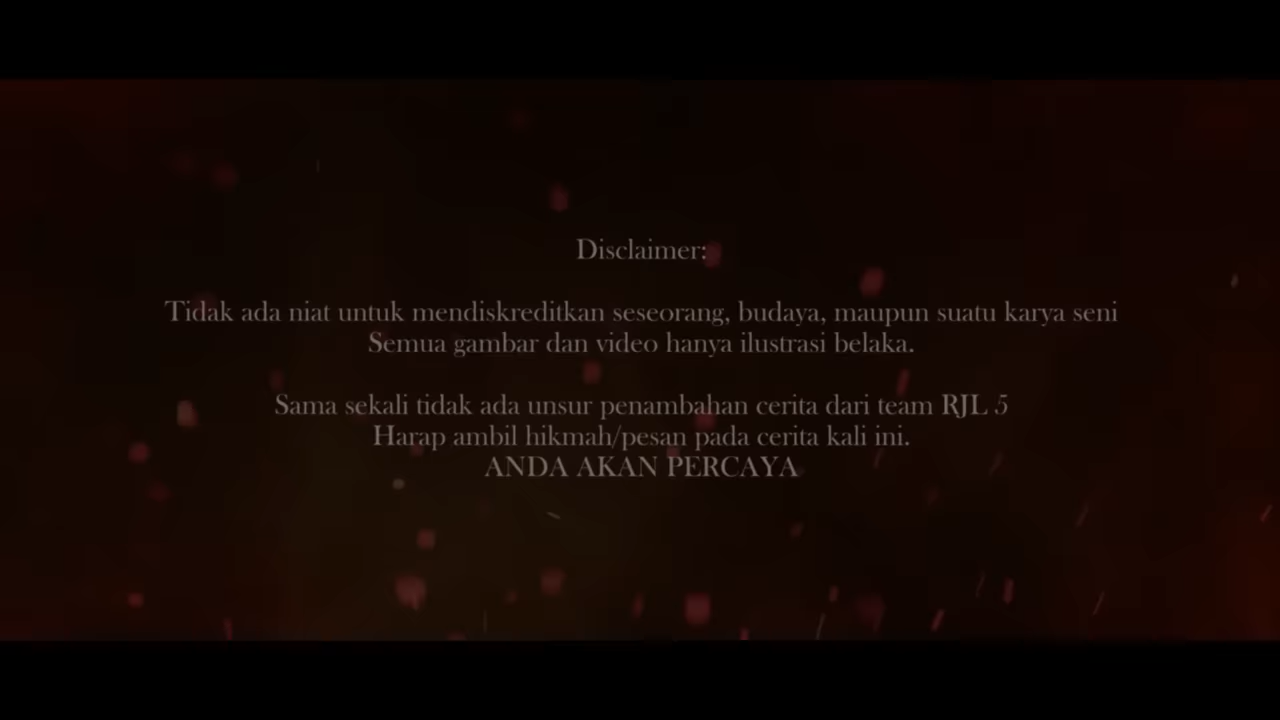 Disclaimer:
Tidak ada niat untuk mendiskreditkan seseorang, budaya, maupun suatu karya seni
Semua gambar dan video hanya ilustrasi belaka.
Sama sekali tidak ada unsur penambahan cerita dari team RJL 5
Harap ambil hikmah/pesan pada cerita kali ini.
ANDA AKAN PERCAYA